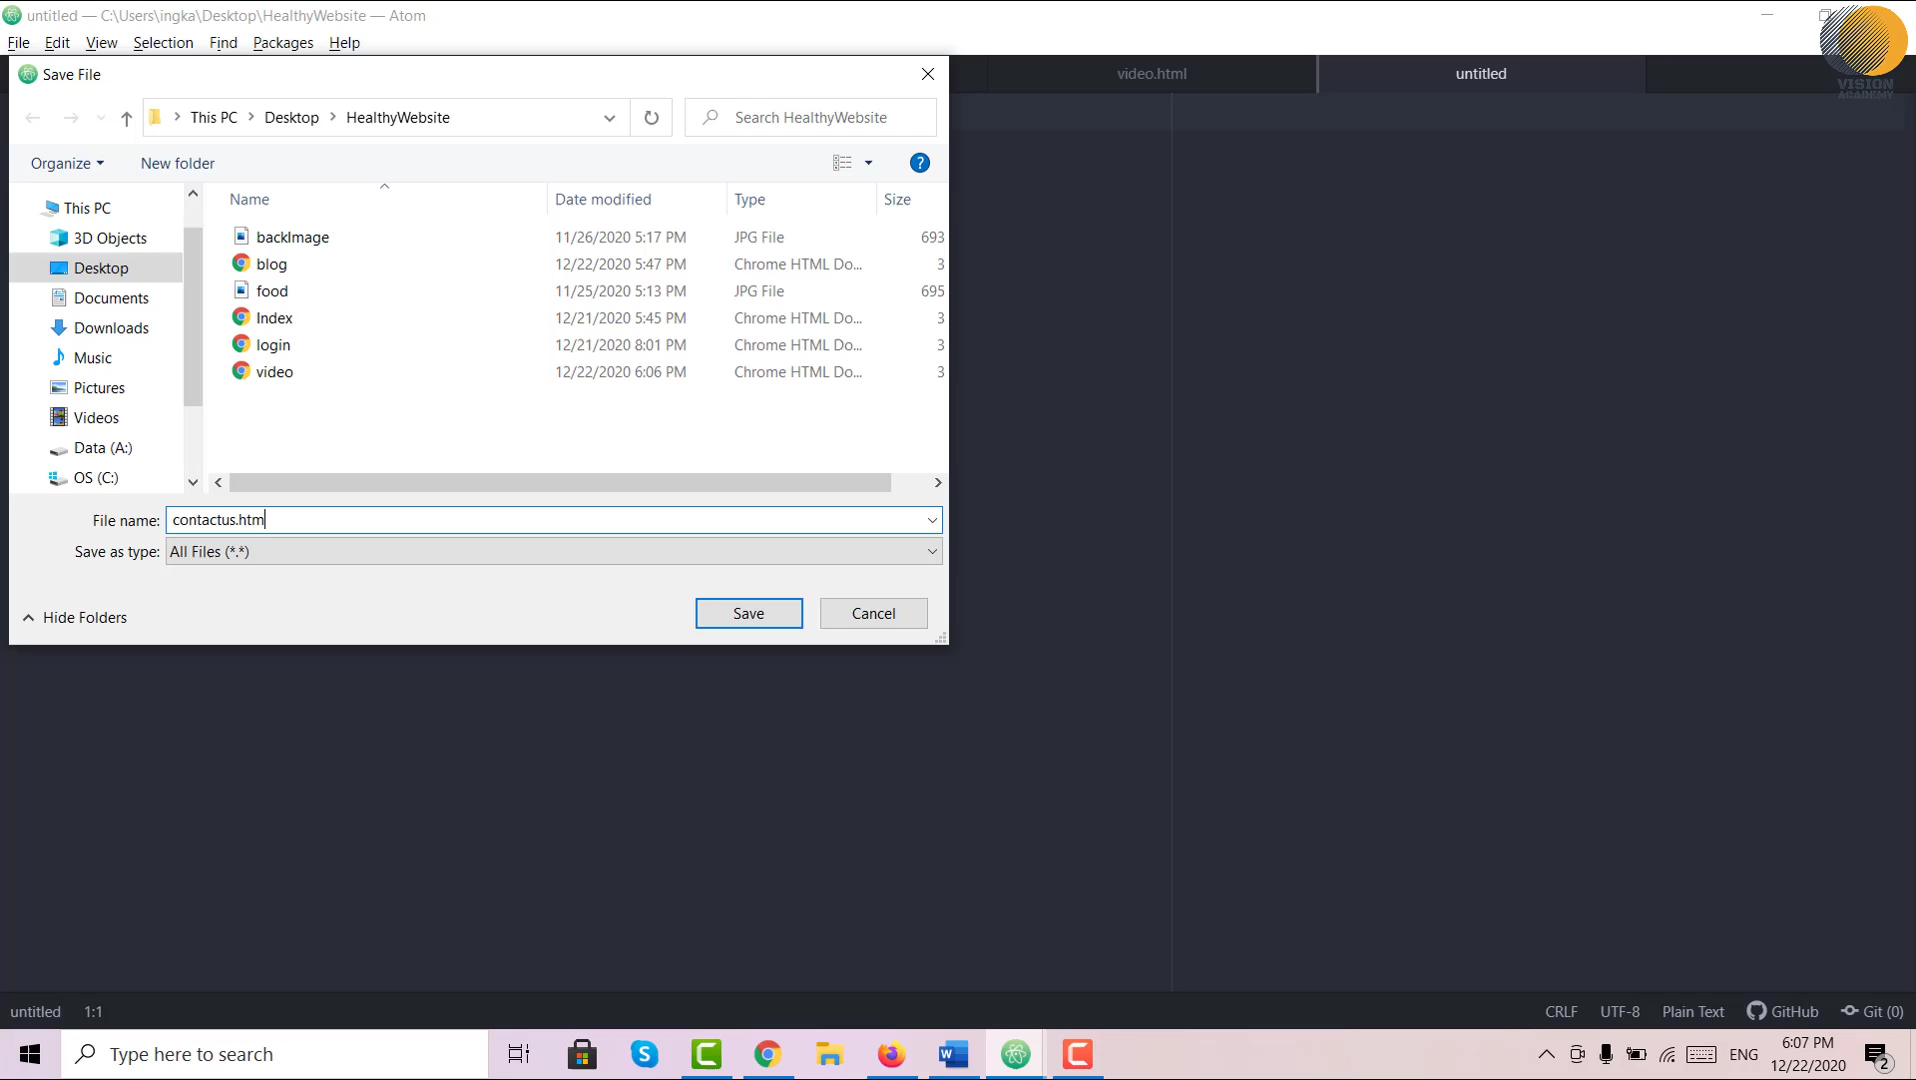 untitled — C:\Users\ingka\Desktop\HealthyWebsite — Atom
File Edit View Selection Find Packages Help
Save File
video.html
untitled
VISION
ACADEMY
This PC > Desktop > HealthyWebsite
Search HealthyWebsite
Organize
New folder
Name Date modified Type Size
This PC
3D Objects
Desktop
Documents
Downloads
Music
Pictures
Videos
Data (A:)
OS (C:)
backImage 11/26/2020 5:17 PM JPG File 693
blog 12/22/2020 5:47 PM Chrome HTML Do... 3
food 11/25/2020 5:13 PM JPG File 695
Index 12/21/2020 5:45 PM Chrome HTML Do... 3
login 12/21/2020 8:01 PM Chrome HTML Do... 3
video 12/22/2020 6:06 PM Chrome HTML Do... 3
File name: contactus.htm
Save as type: All Files (*.*)
Hide Folders
Save
Cancel
untitled 1:1
CRLF UTF-8 Plain Text GitHub Git (0)
Type here to search
ENG
6:07 PM
12/22/2020
2